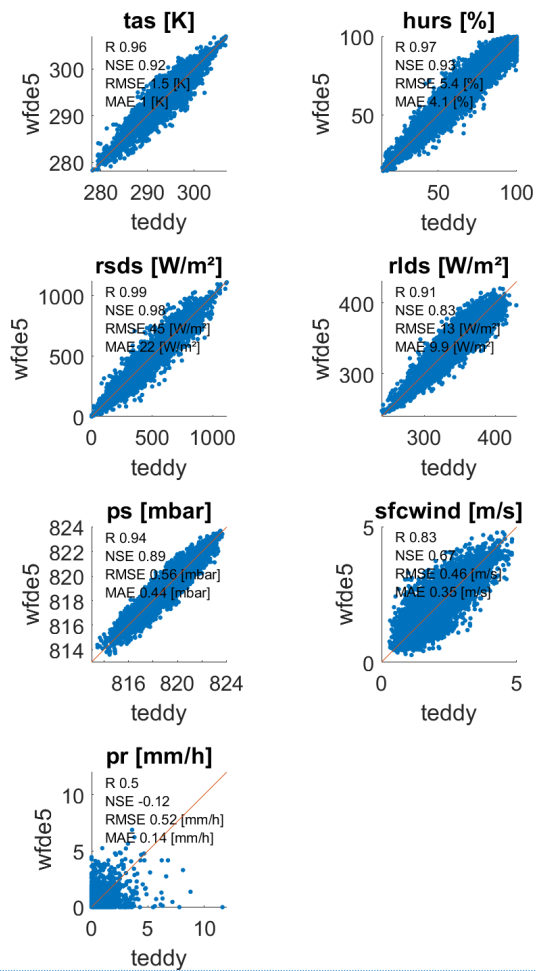 tas [K]
R 0.96
NSE 0.92
RMSE 1.5 [K]
MAE 1 [K]
300
290
280
wfde5
280 290 300
teddy
hurs [%]
R 0.97
NSE 0.93
RMSE 5.4 [%]
MAE 4.1 [%]
100
50
wfde5
50 100
teddy
rsds [W/m²]
R 0.99
NSE 0.98
RMSE 45 [W/m²]
MAE 22 [W/m²]
1000
500
0
wfde5
0 500 1000
teddy
rlds [W/m²]
R 0.91
NSE 0.83
RMSE 13 [W/m²]
MAE 9.9 [W/m²]
400
300
wfde5
300 400
teddy
ps [mbar]
R 0.94
NSE 0.89
RMSE 0.56 [mbar]
MAE 0.44 [mbar]
824
822
820
818
816
814
wfde5
816 820 824
teddy
sfcwind [m/s]
R 0.83
NSE 0.67
RMSE 0.46 [m/s]
MAE 0.35 [m/s]
5
0
wfde5
0 5
teddy
pr [mm/h]
R 0.5
NSE -0.12
RMSE 0.52 [mm/h]
MAE 0.14 [mm/h]
10
5
0
wfde5
0 5 10
teddy